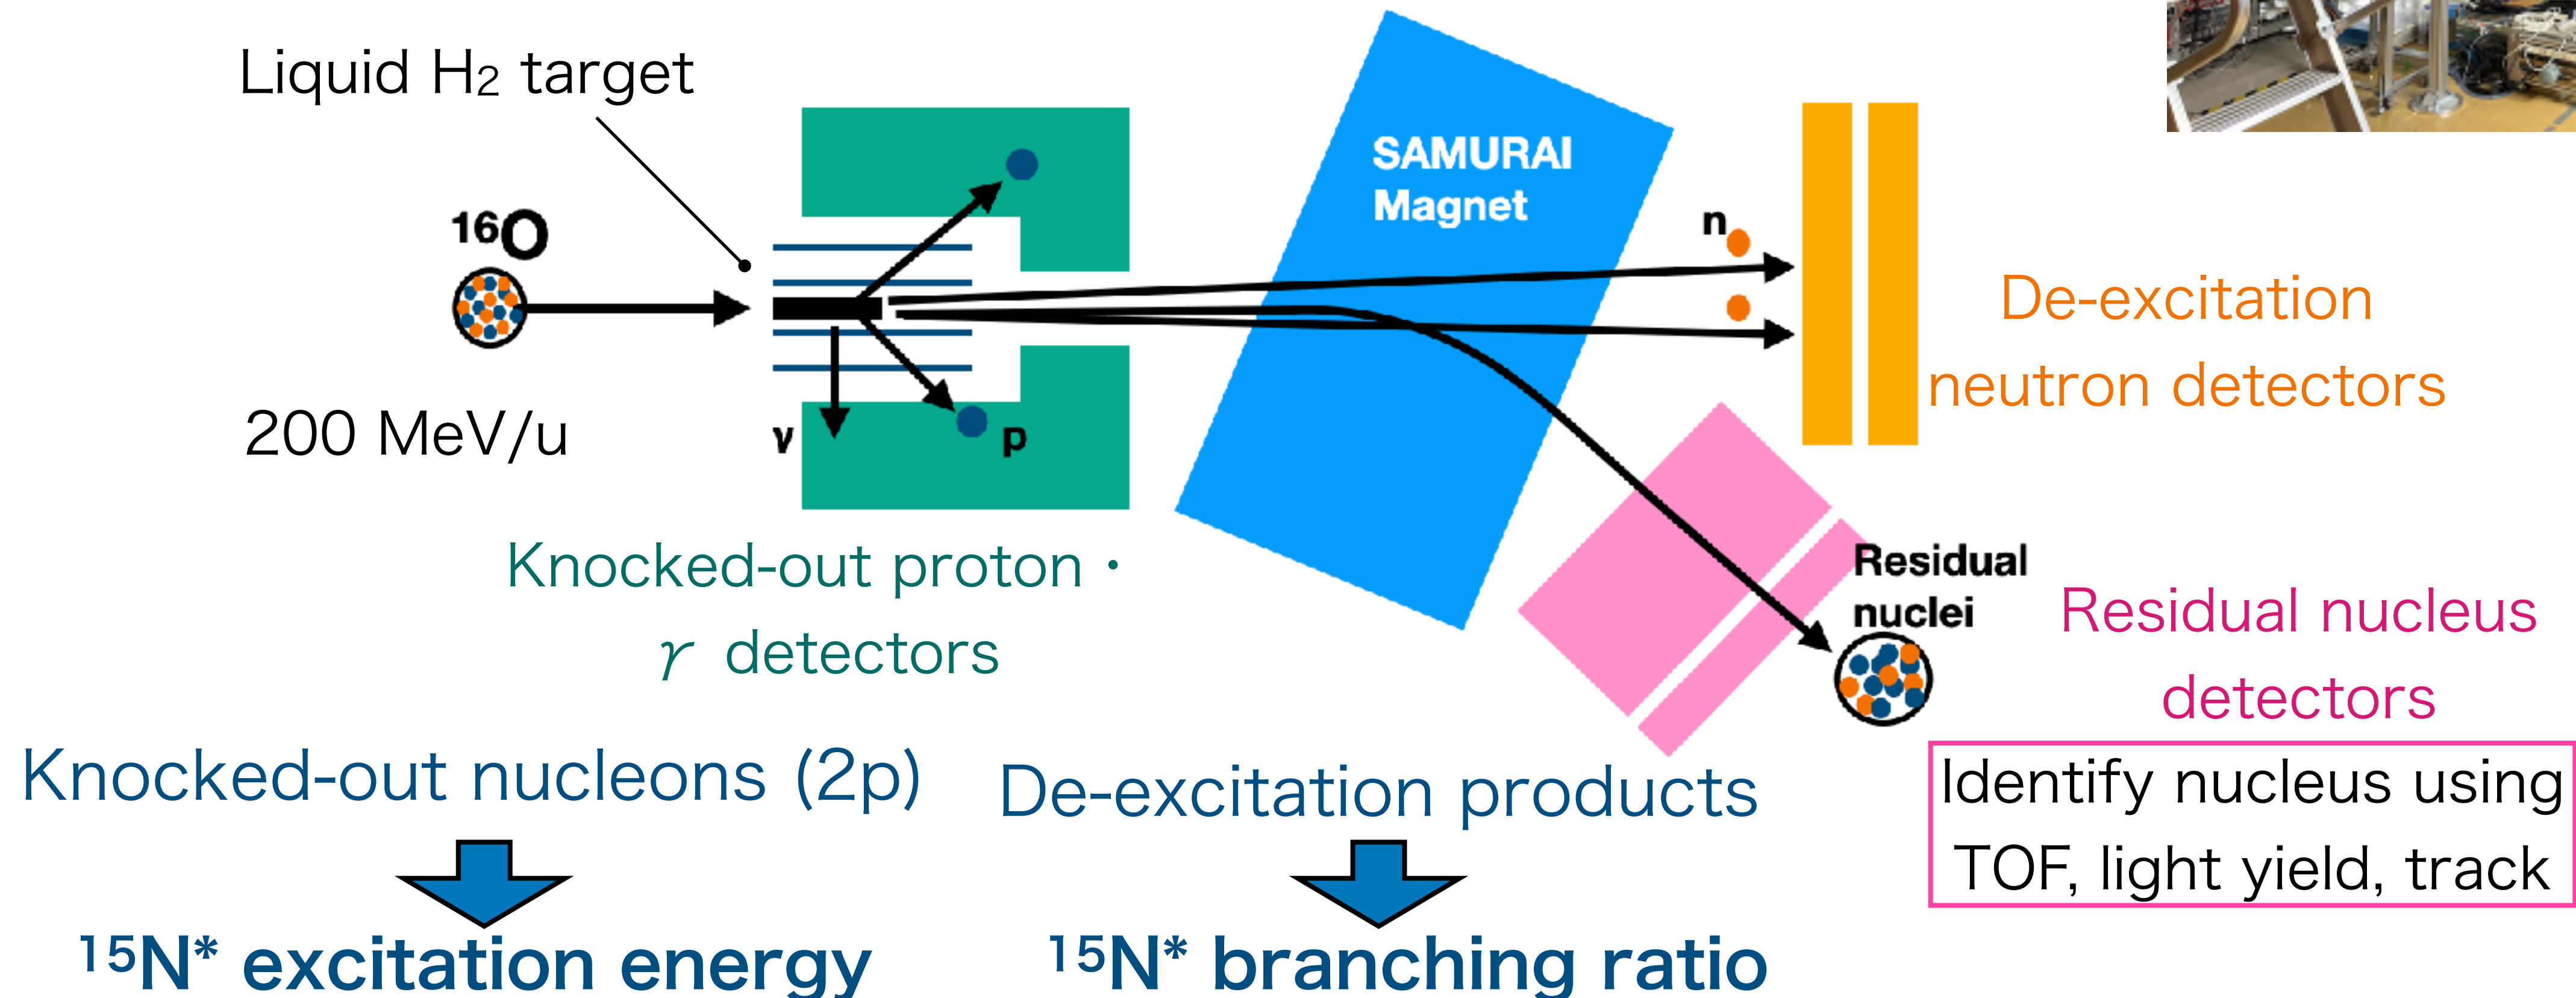 Liquid H₂ target
¹⁶O
200 MeV/u
γ
p
SAMURAI
Magnet
n
De-excitation
neutron detectors
Knocked-out proton・
γ detectors
Residual
nuclei
Residual nucleus
detectors
Identify nucleus using
TOF, light yield, track
Knocked-out nucleons (2p)
De-excitation products
¹⁵N* excitation energy
¹⁵N* branching ratio